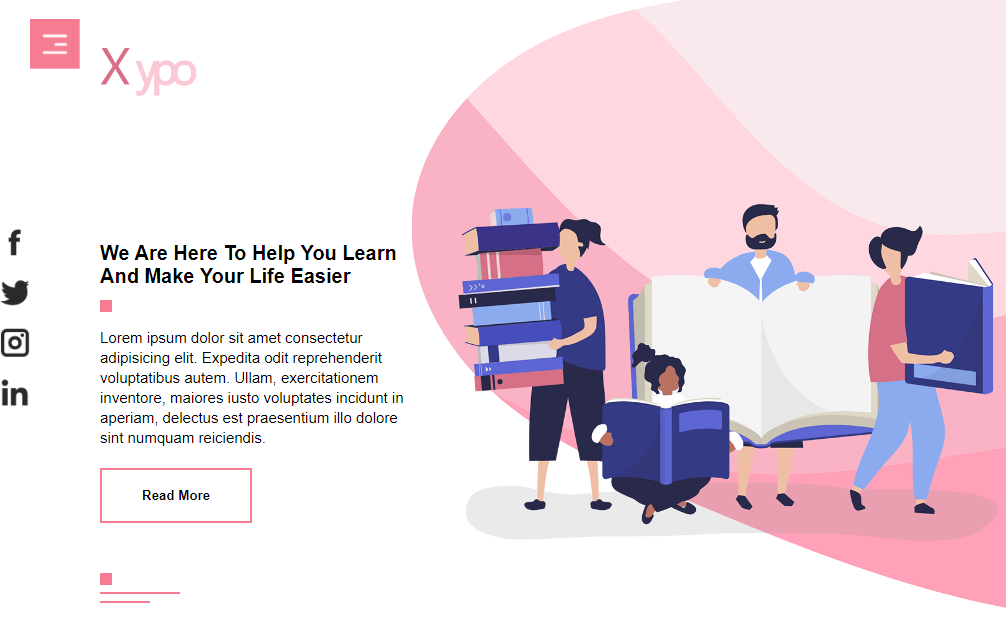 X ypo
We Are Here To Help You Learn
And Make Your Life Easier
Lorem ipsum dolor sit amet consectetur
adipisicing elit. Expedita odit reprehenderit
voluptatibus autem. Ullam, exercitationem
inventore, maiores iusto voluptates incidunt in
aperiam, delectus est praesentium illo dolore
sint numquam reiciendis.
Read More